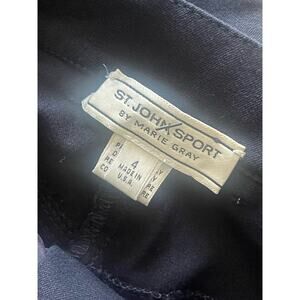 ST. JOHN SPORT
BY MARIE GRAY
4
MADE IN
U.S.A.